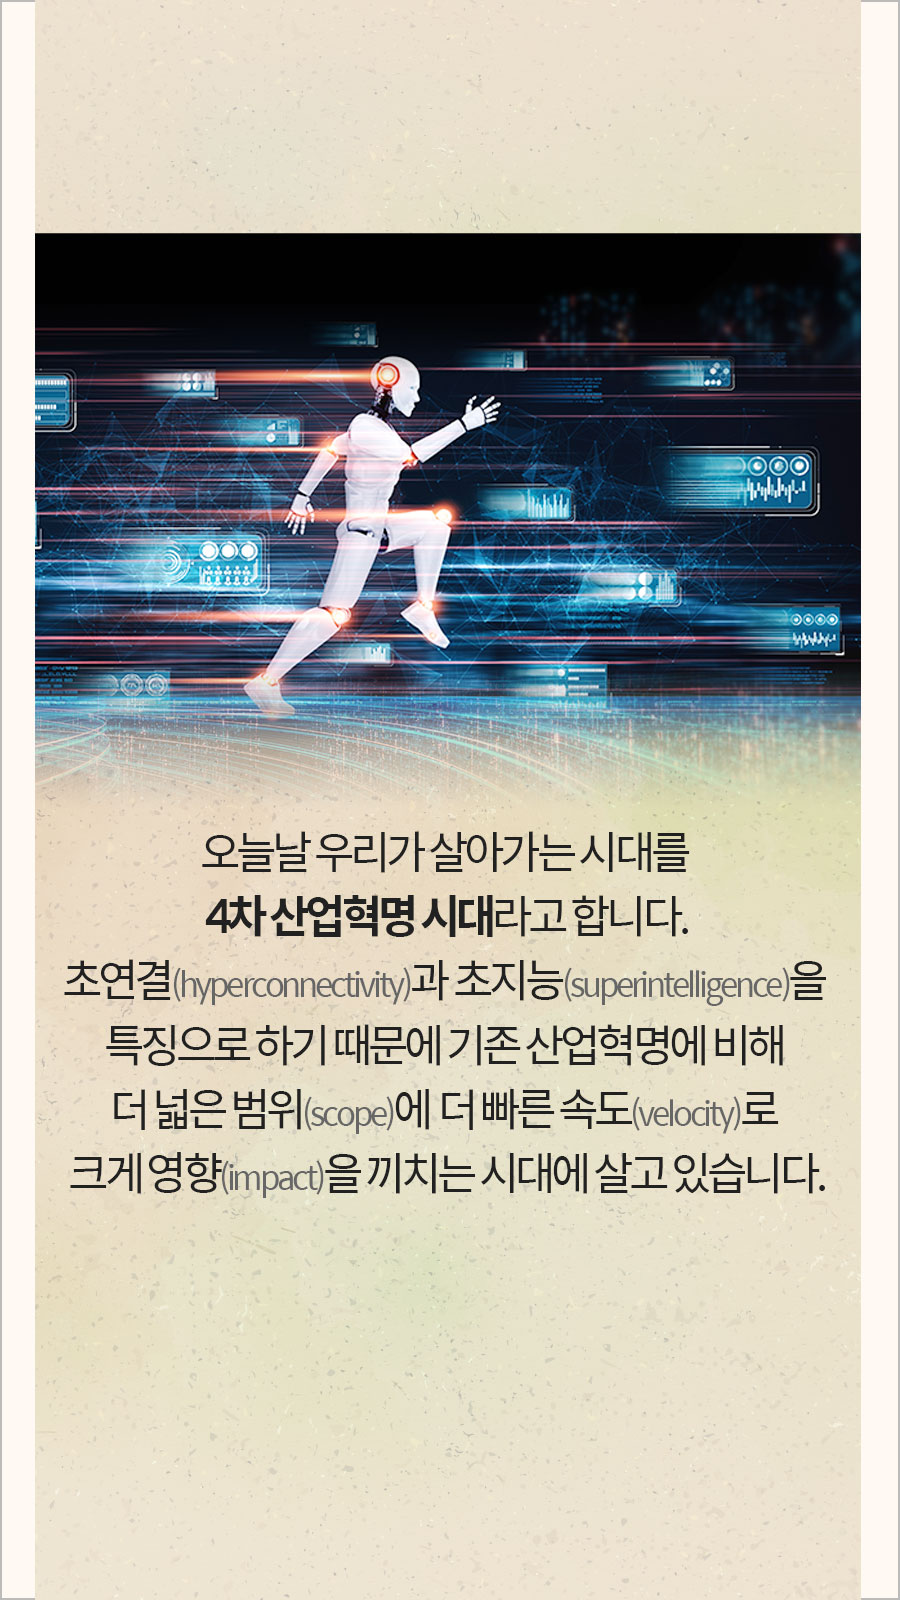 오늘날 우리가 살아가는 시대를
4차 산업혁명 시대라고 합니다.
초연결(hyperconnectivity)과 초지능(superintelligence)을
특징으로 하기 때문에 기존 산업혁명에 비해
더 넓은 범위(scope)에 더 빠른 속도(velocity)로
크게 영향(impact)을 끼치는 시대에 살고 있습니다.